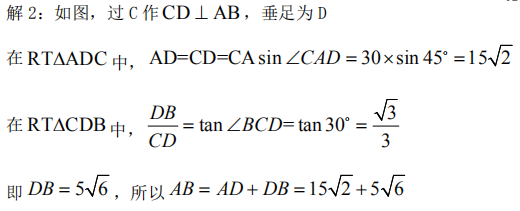 解 2：如图，过 C 作 CD ⊥ AB，垂足为 D
在 RTΔADC 中，AD=CD=CA sin ∠CAD = 30×sin 45° = 15√2
在 RTΔCDB 中，DB/CD = tan ∠BCD= tan 30° = √3/3
即 DB = 5√6，所以 AB = AD + DB = 15√2 + 5√6